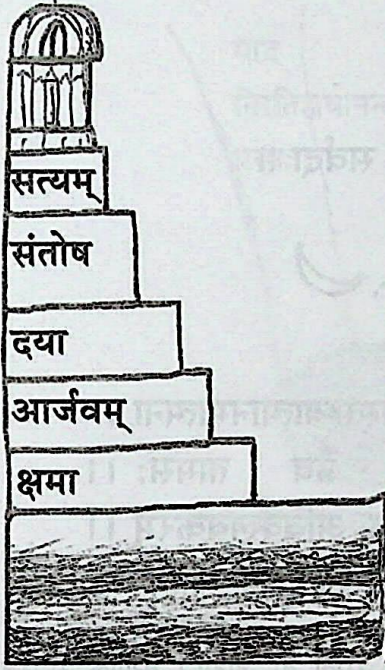 सत्यम्
संतोष
दया
आर्जवम्
क्षमा